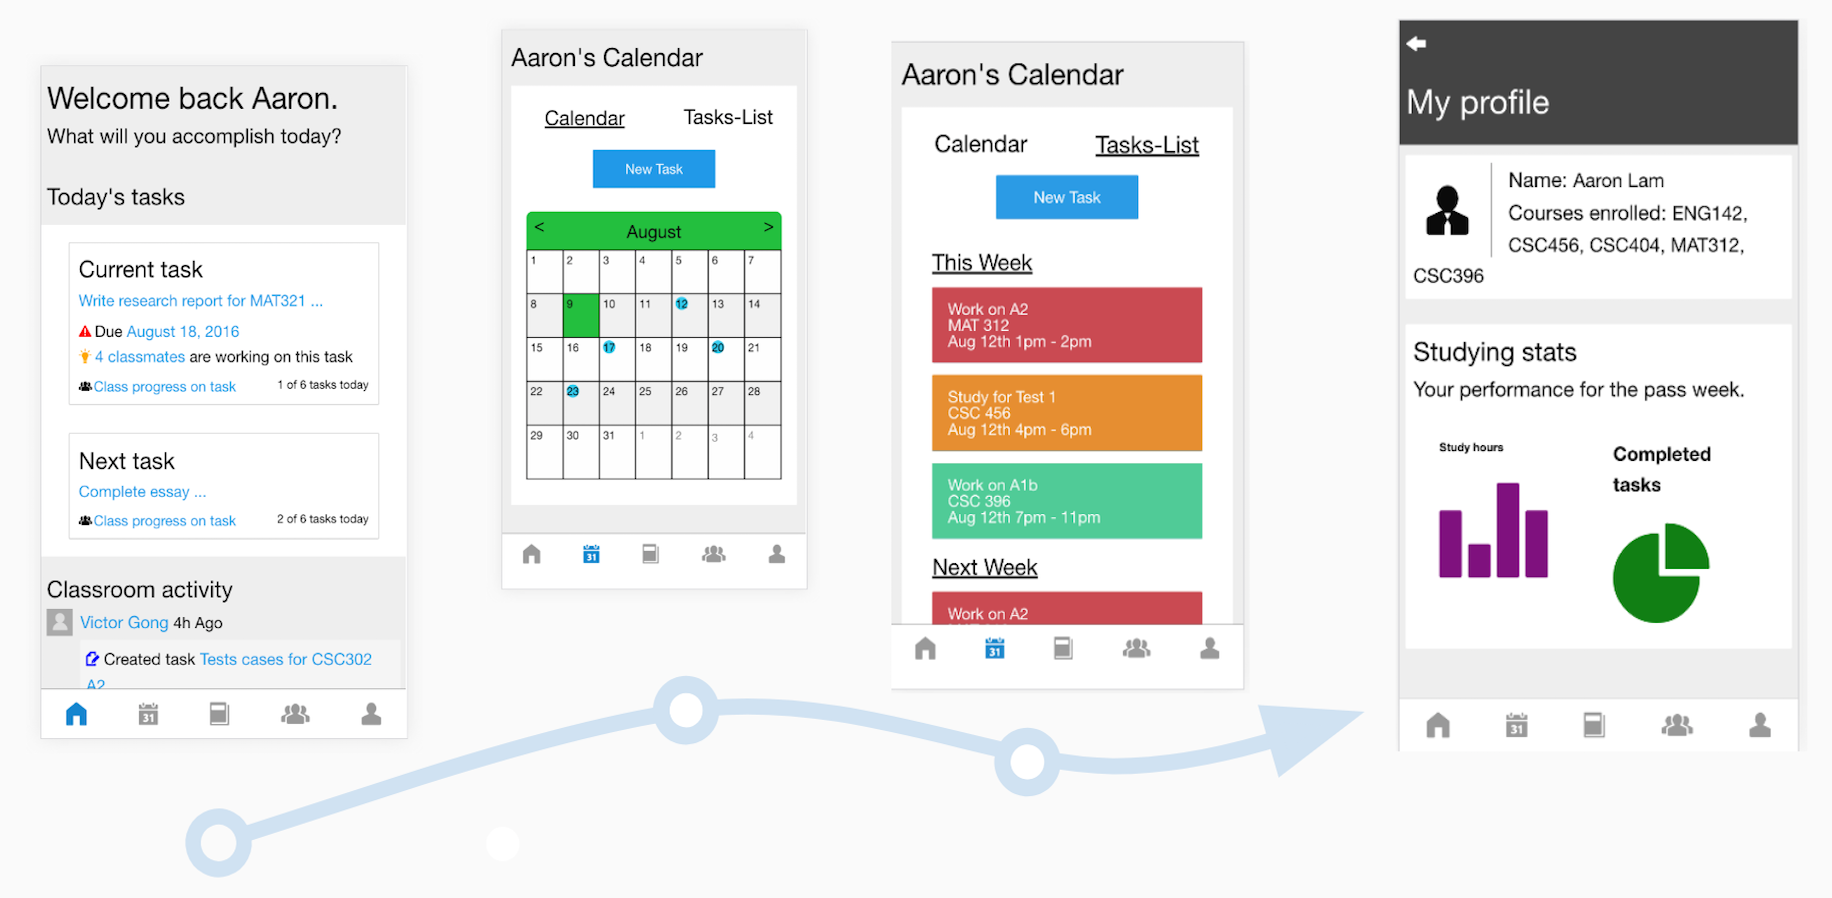 Welcome back Aaron.
What will you accomplish today?
Today's tasks
Current task
Write research report for MAT321 ...
Due August 18, 2016
4 classmates are working on this task
Class progress on task 1 of 6 tasks today
Next task
Complete essay ...
Class progress on task 2 of 6 tasks today
Classroom activity
Victor Gong 4h Ago
Created task Tests cases for CSC302
A2
31
Aaron's Calendar
Calendar Tasks-List
New Task
< August >
1 2 3 4 5 6 7
8 9 10 11 12 13 14
15 16 17 18 19 20 21
22 23 24 25 26 27 28
29 30 31 1 2 3 4
31
Aaron's Calendar
Calendar Tasks-List
New Task
This Week
Work on A2
MAT 312
Aug 12th 1pm - 2pm
Study for Test 1
CSC 456
Aug 12th 4pm - 6pm
Work on A1b
CSC 396
Aug 12th 7pm - 11pm
Next Week
Work on A2
31
My profile
Name: Aaron Lam
Courses enrolled: ENG142,
CSC456, CSC404, MAT312,
CSC396
Studying stats
Your performance for the pass week.
Study hours
Completed
tasks
31